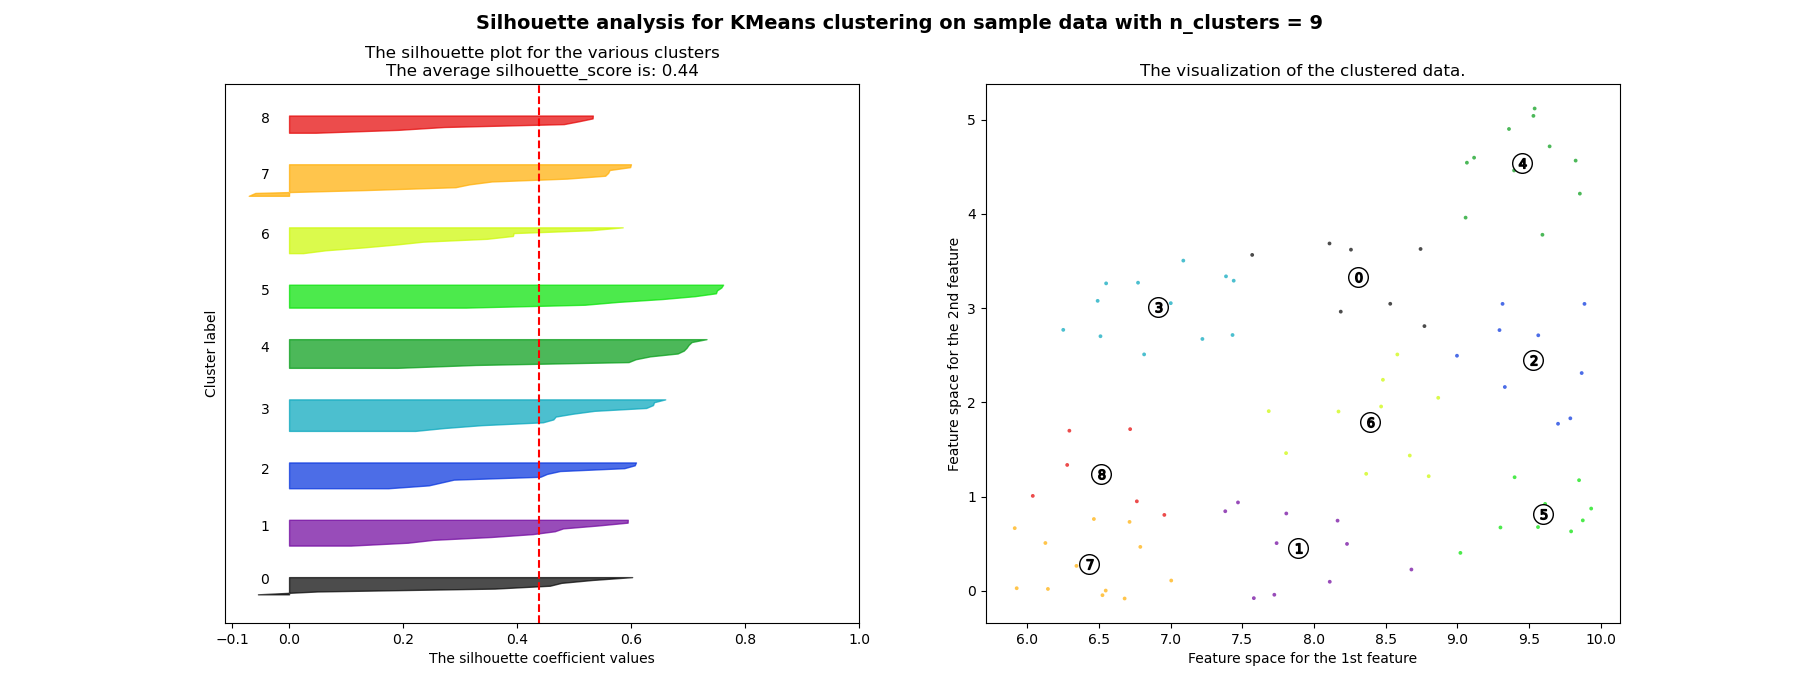 Silhouette analysis for KMeans clustering on sample data with n_clusters = 9
The silhouette plot for the various clusters
The average silhouette_score is: 0.44
Cluster label
8
7
6
5
4
3
2
1
0
−0.1 0.0 0.2 0.4 0.6 0.8 1.0
The silhouette coefficient values
The visualization of the clustered data.
Feature space for the 2nd feature
5
4
3
2
1
0
4
0
3
2
6
8
5
1
7
6.0 6.5 7.0 7.5 8.0 8.5 9.0 9.5 10.0
Feature space for the 1st feature